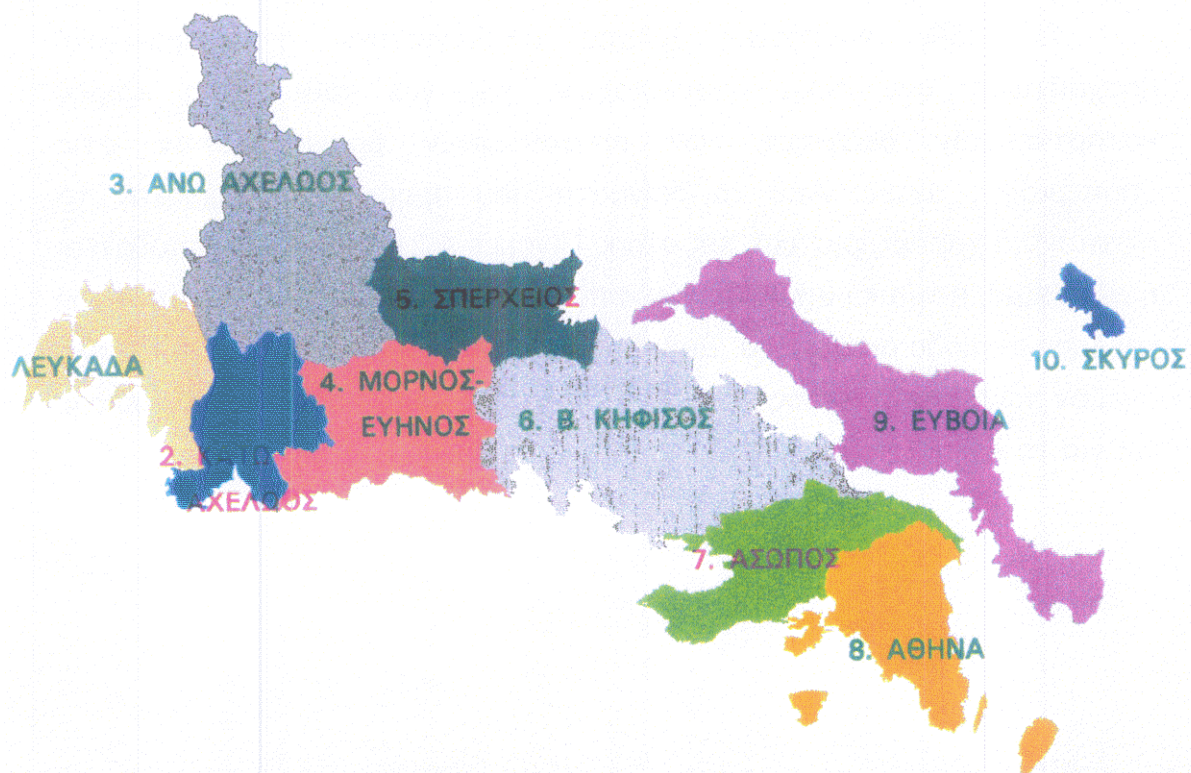 3. ΑΝΩ ΑΧΕΛΩΟΣ
5. ΣΠΕΡΧΕΙΟΣ
ΛΕΥΚΑΔΑ
10. ΣΚΥΡΟΣ
4. ΜΟΡΝΟΣ-
ΕΥΗΝΟΣ
6. Β. ΚΗΦΙΣΟΣ
9. ΕΥΒΟΙΑ
2.
ΑΧΕΛΩΟΣ
7. ΑΣΩΠΟΣ
8. ΑΘΗΝΑ